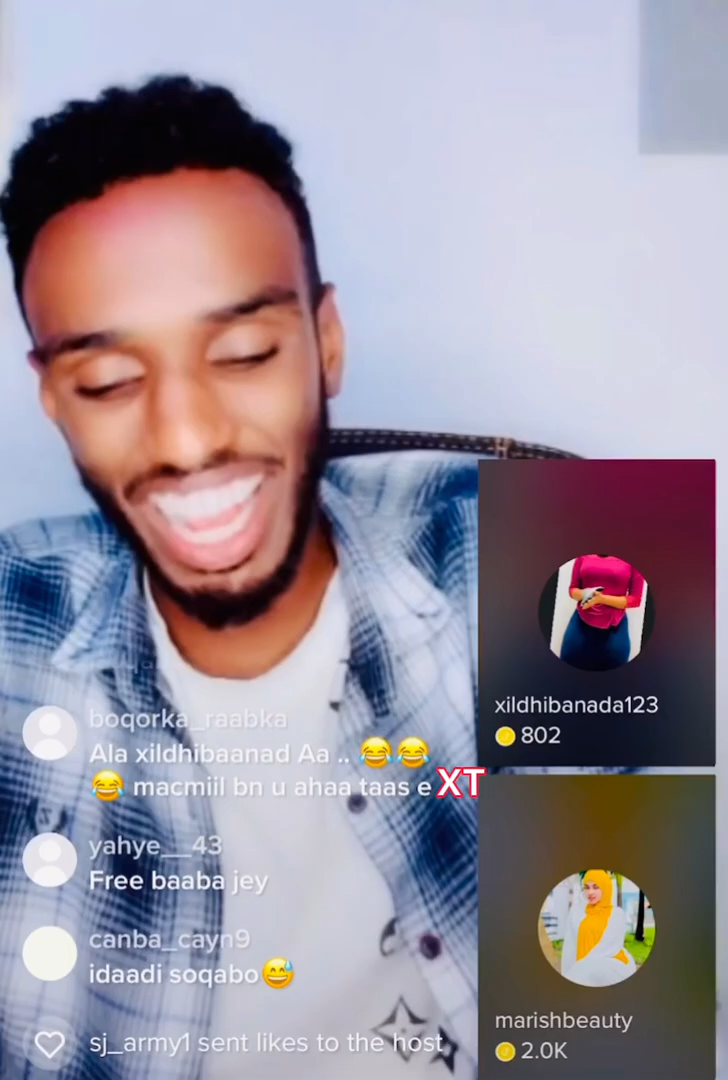 boqorka_raabka
Ala xildhibaanad Aa .. 😂😂
😂 macmiil bn u ahaa taas e
XT
yahye__43
Free baaba jey
canba_cayn9
idaadi soqabo😅
sj_army1 sent likes to the host
xildhibanada123
802
marishbeauty
2.0K